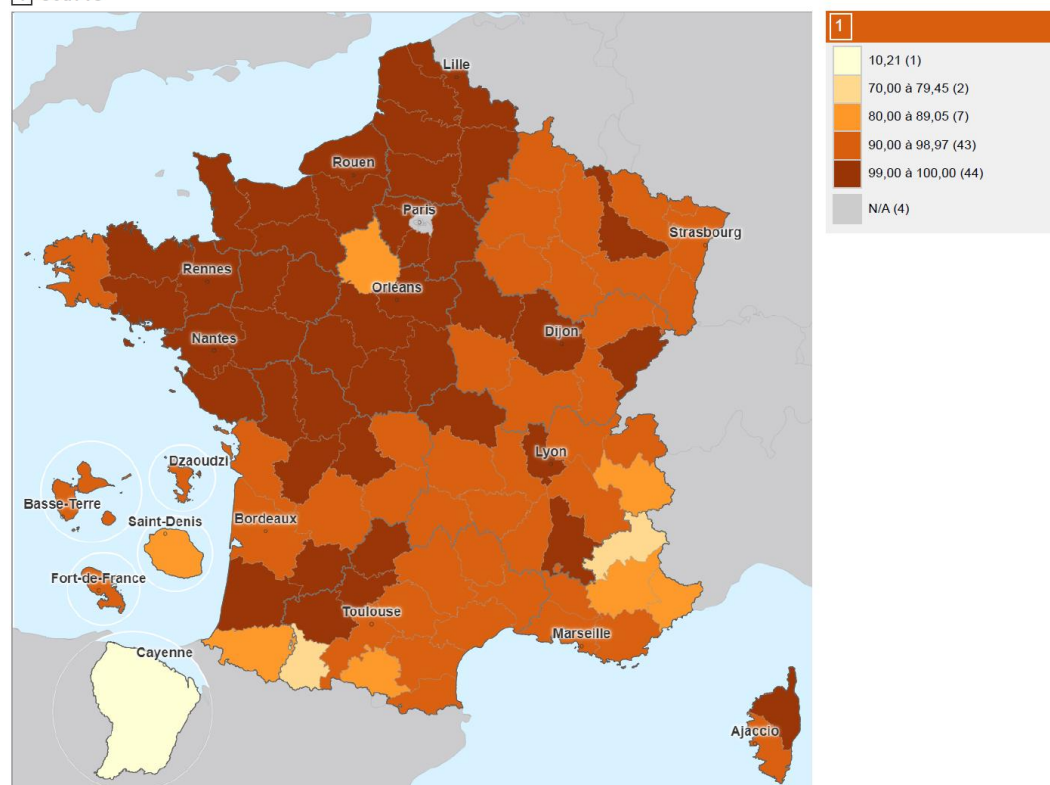 1
10,21 (1)
70,00 à 79,45 (2)
80,00 à 89,05 (7)
90,00 à 98,97 (43)
99,00 à 100,00 (44)
N/A (4)
Lille
Rouen
Paris
Strasbourg
Rennes
Orléans
Nantes
Dijon
Lyon
Dzaoudzi
Basse-Terre
Saint-Denis
Bordeaux
Fort-de-France
Toulouse
Marseille
Cayenne
Ajaccio